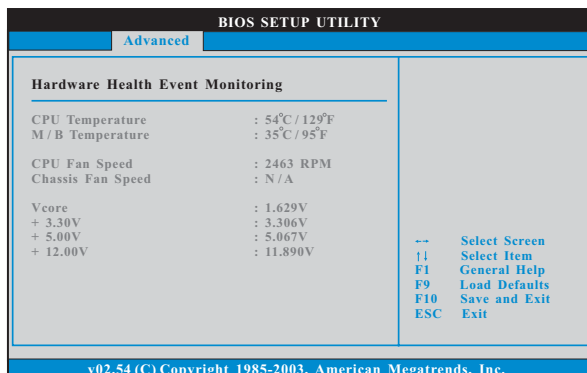 BIOS SETUP UTILITY
Advanced
Hardware Health Event Monitoring
CPU Temperature : 54°C / 129°F
M / B Temperature : 35°C / 95°F
CPU Fan Speed : 2463 RPM
Chassis Fan Speed : N / A
Vcore : 1.629V
+ 3.30V : 3.306V
+ 5.00V : 5.067V
+ 12.00V : 11.890V
←→ Select Screen
↑↓ Select Item
F1 General Help
F9 Load Defaults
F10 Save and Exit
ESC Exit
v02.54 (C) Copyright 1985-2003, American Megatrends, Inc.